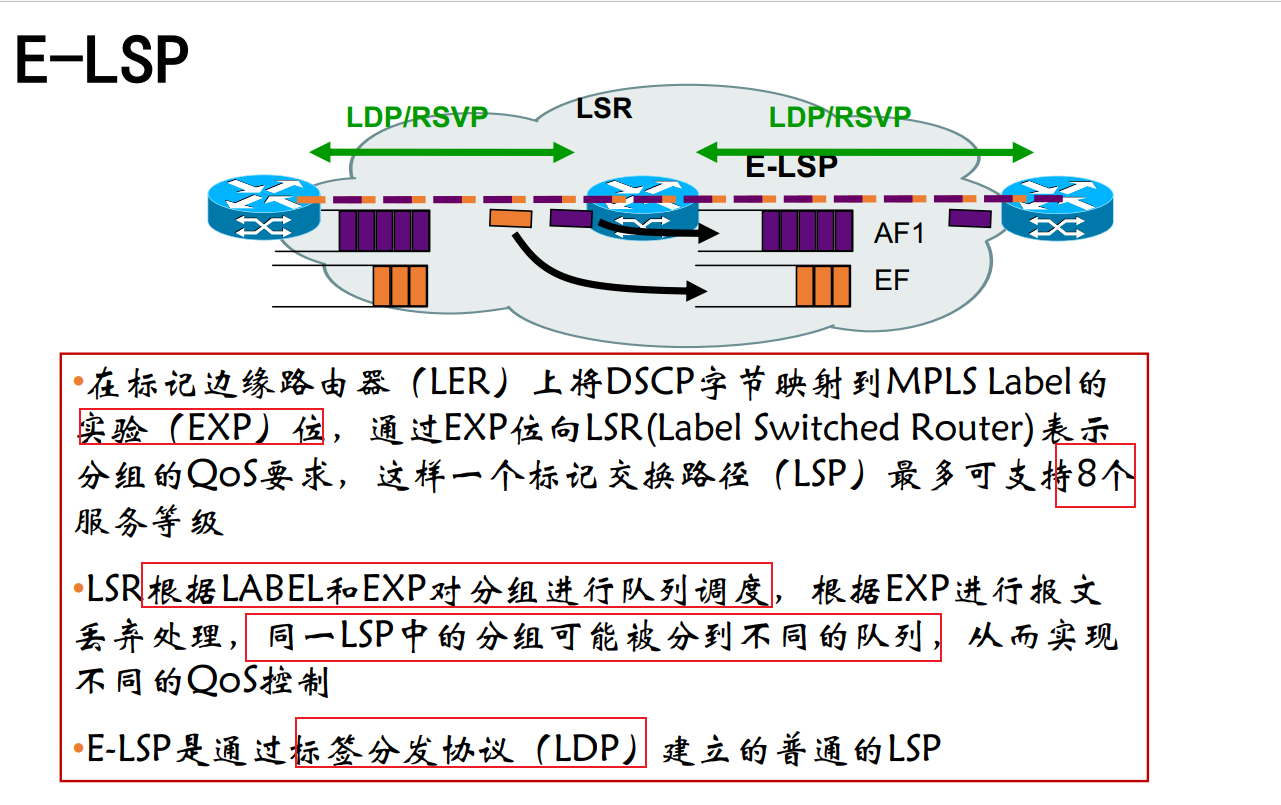 E-LSP
LDP/RSVP
LSR
LDP/RSVP
E-LSP
AF1
EF
•在标记边缘路由器（LER）上将DSCP字节映射到MPLS Label的
实验（EXP）位，通过EXP位向LSR(Label Switched Router)表示
分组的QoS要求，这样一个标记交换路径（LSP）最多可支持8个
服务等级
•LSR根据LABEL和EXP对分组进行队列调度，根据EXP进行报文
丢弃处理，同一LSP中的分组可能被分到不同的队列，从而实现
不同的QoS控制
•E-LSP是通过标签分发协议（LDP）建立的普通的LSP